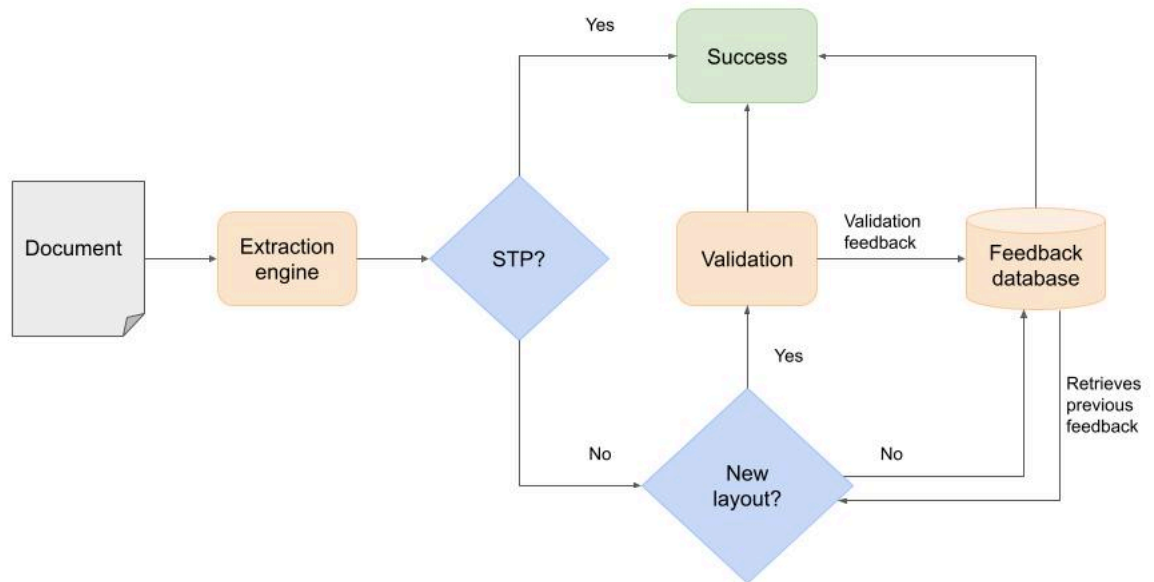 Yes
Success
Document
Extraction
engine
STP?
Validation
Validation
feedback
Feedback
database
Yes
Retrieves
previous
feedback
No
New
layout?
No